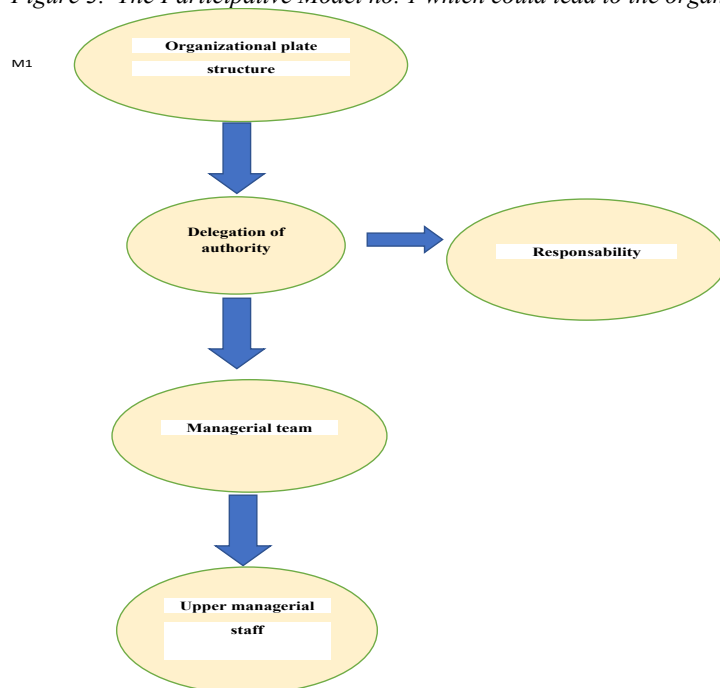 Figure 3. The Participative Model no. 1 which could lead to the organ
M1
Organizational plate
structure
Delegation of
authority
Responsability
Managerial team
Upper managerial
staff